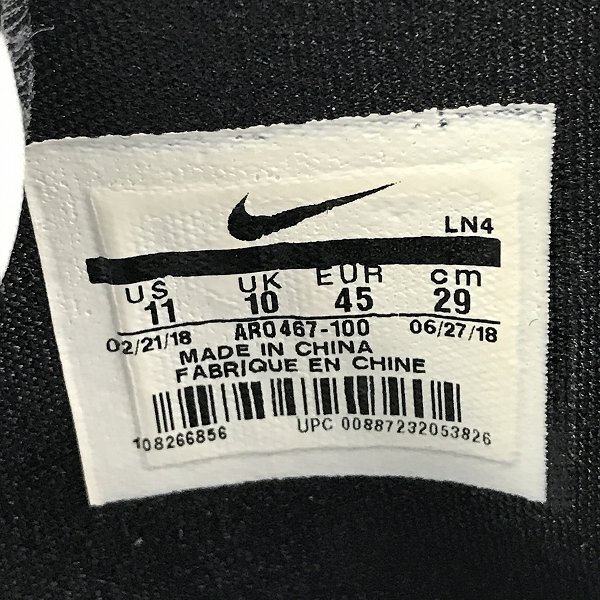 LN4
US UK EUR cm
11 10 45 29
02/21/18 AR0467-100 06/27/18
MADE IN CHINA
FABRIQUE EN CHINE
108266856 UPC 00887232053826